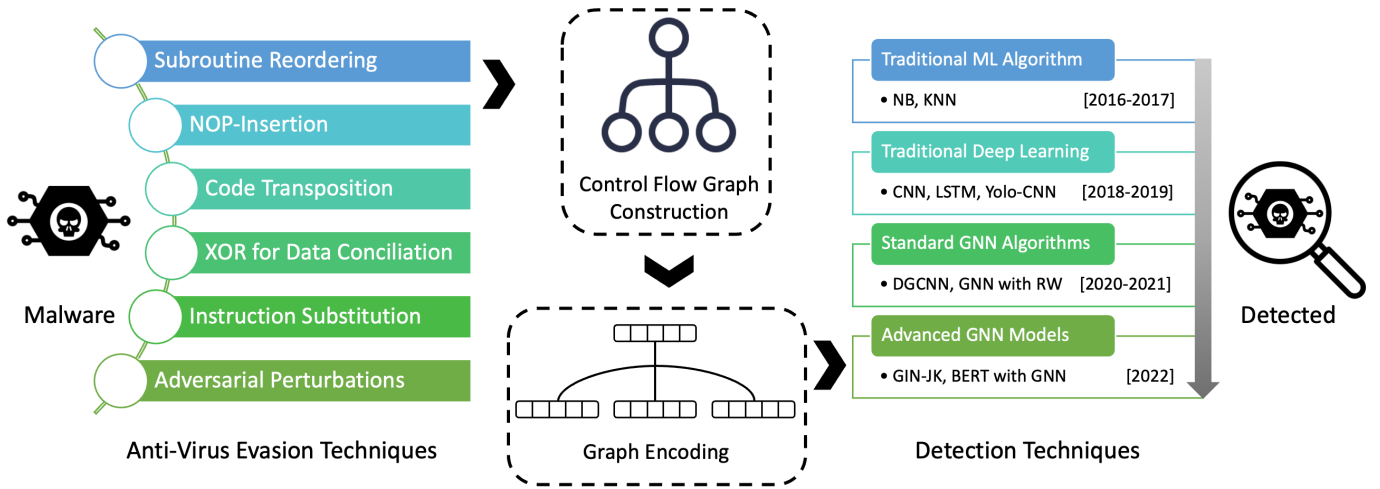 Malware
Subroutine Reordering
NOP-Insertion
Code Transposition
XOR for Data Conciliation
Instruction Substitution
Adversarial Perturbations
Anti-Virus Evasion Techniques
Control Flow Graph
Construction
Graph Encoding
Traditional ML Algorithm
• NB, KNN [2016-2017]
Traditional Deep Learning
• CNN, LSTM, Yolo-CNN [2018-2019]
Standard GNN Algorithms
• DGCNN, GNN with RW [2020-2021]
Advanced GNN Models
• GIN-JK, BERT with GNN [2022]
Detection Techniques
Detected